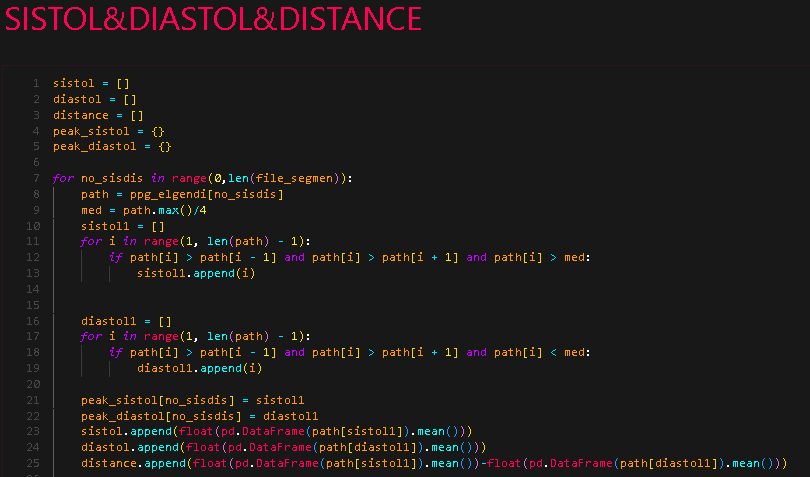 SISTOL&DIASTOL&DISTANCE
1 sistol = []
2 diastol = []
3 distance = []
4 peak_sistol = {}
5 peak_diastol = {}
6
7 for no_sisdis in range(0,len(file_segmen)):
8     path = ppg_elgendi[no_sisdis]
9     med = path.max()/4
10     sistol1 = []
11     for i in range(1, len(path) - 1):
12         if path[i] > path[i - 1] and path[i] > path[i + 1] and path[i] > med:
13             sistol1.append(i)
14
15
16     diastol1 = []
17     for i in range(1, len(path) - 1):
18         if path[i] > path[i - 1] and path[i] > path[i + 1] and path[i] < med:
19             diastol1.append(i)
20
21     peak_sistol[no_sisdis] = sistol1
22     peak_diastol[no_sisdis] = diastol1
23     sistol.append(float(pd.DataFrame(path[sistol1]).mean()))
24     diastol.append(float(pd.DataFrame(path[diastol1]).mean()))
25     distance.append(float(pd.DataFrame(path[sistol1]).mean())-float(pd.DataFrame(path[diastol1]).mean()))